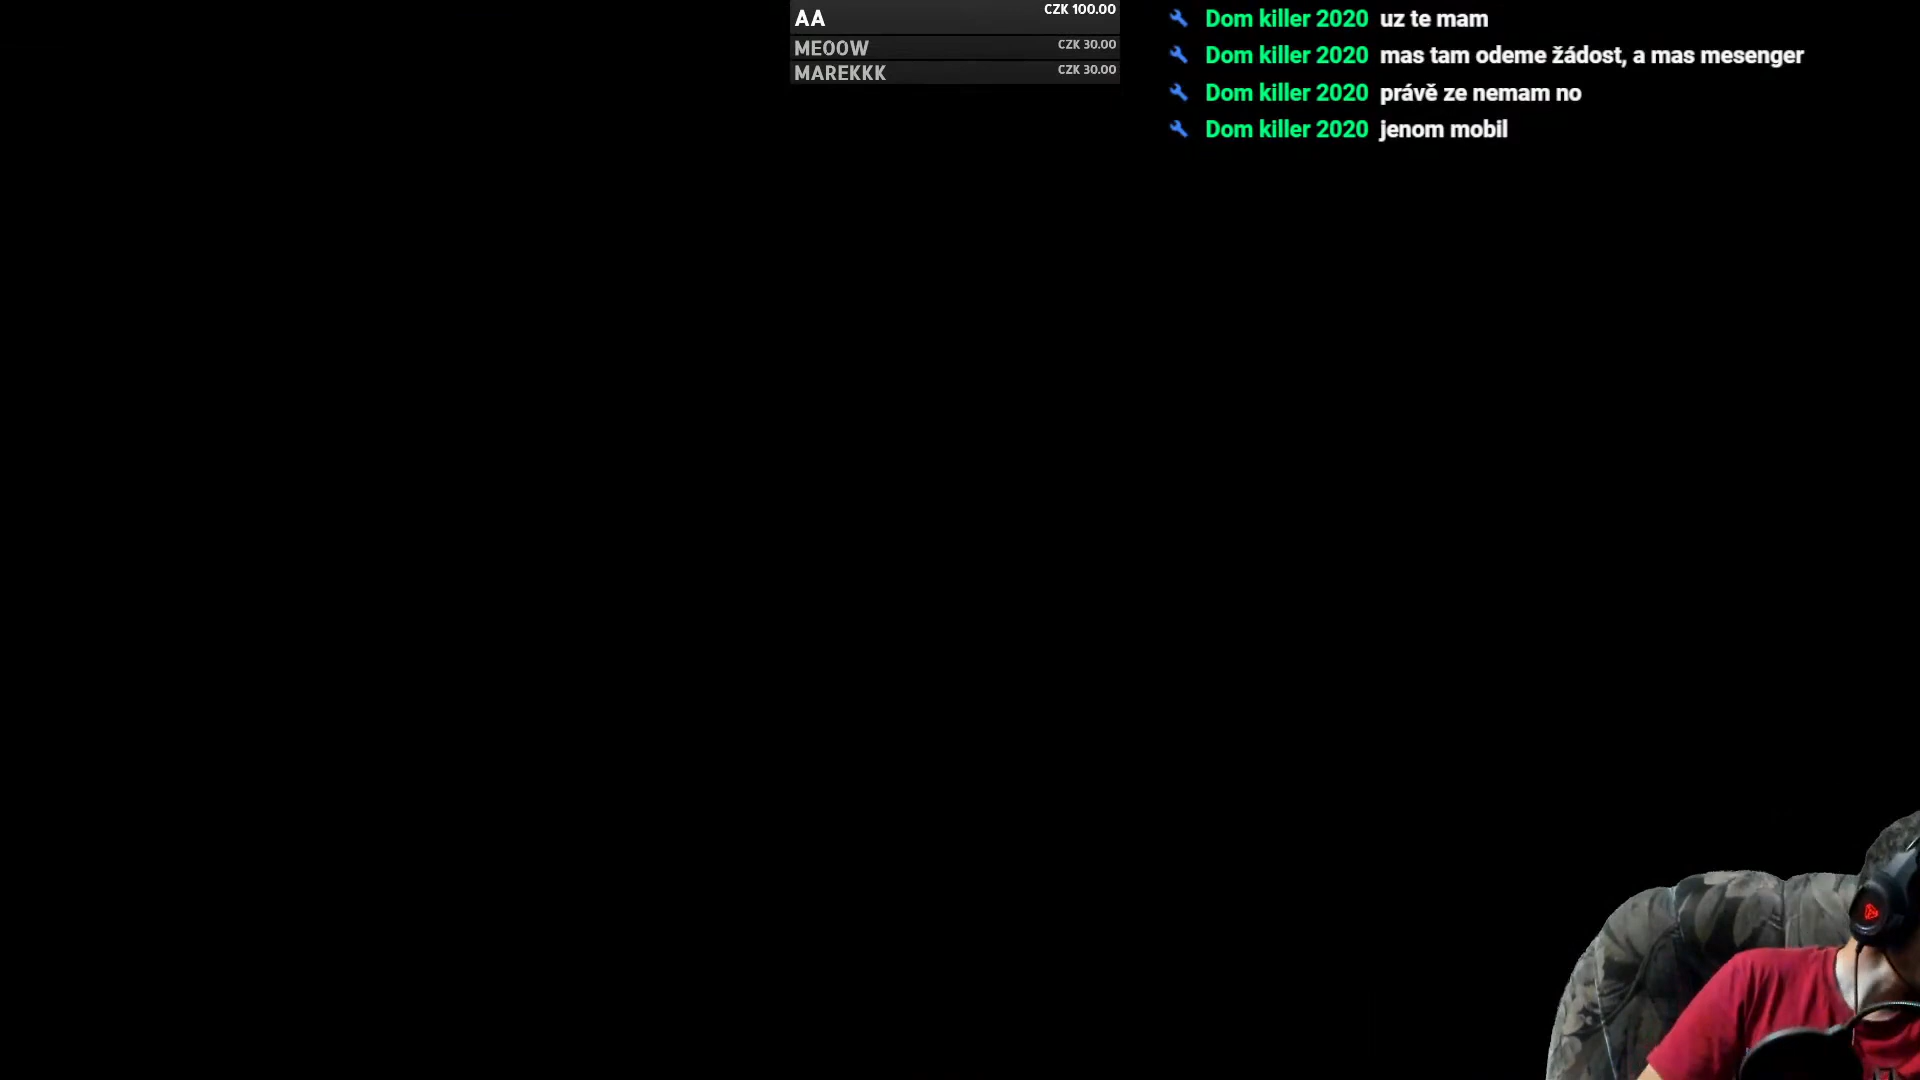 AA CZK 100.00
MEOOW CZK 30.00
MAREKKK CZK 30.00
Dom killer 2020 uz te mam
Dom killer 2020 mas tam odeme žádost, a mas mesenger
Dom killer 2020 právě ze nemam no
Dom killer 2020 jenom mobil